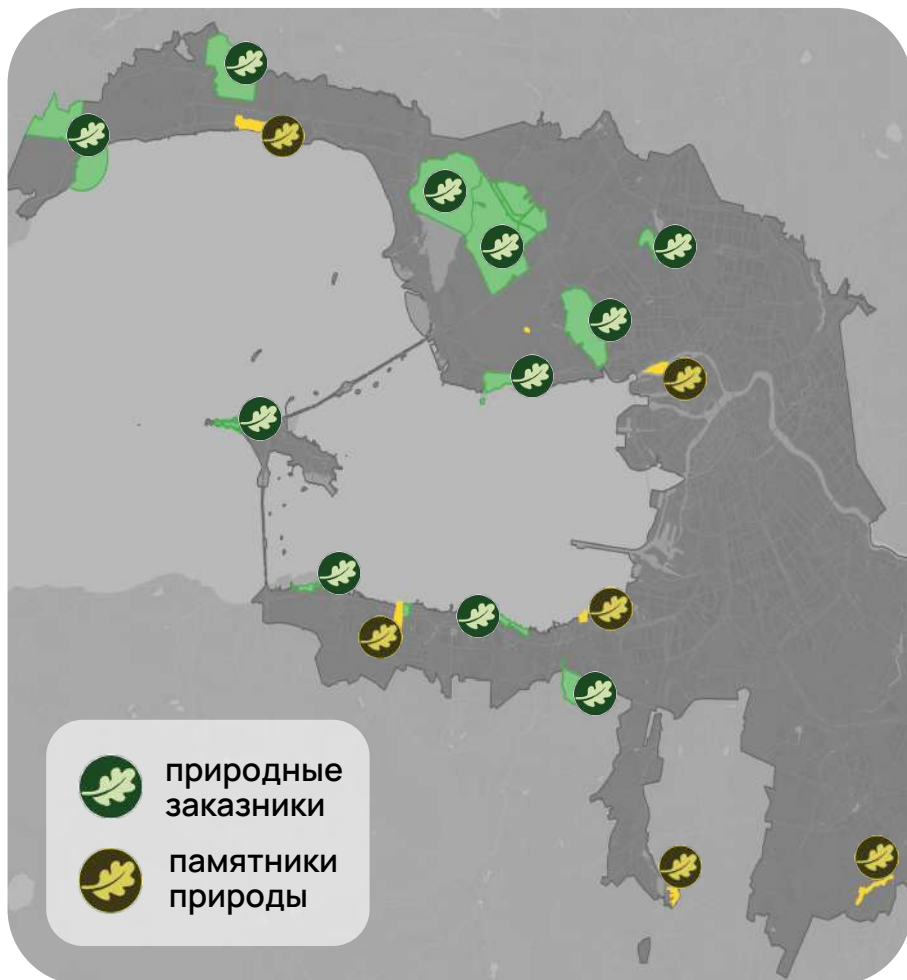 природные
заказники
памятники
природы